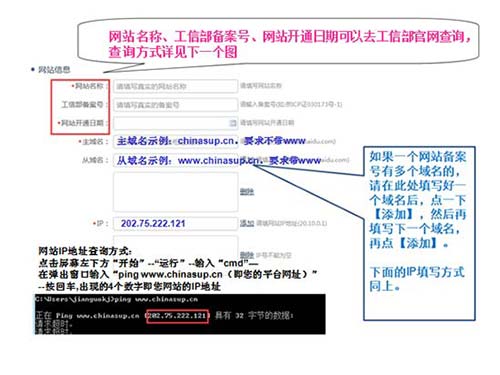 网站名称、工信部备案号、网站开通日期可以去工信部官网查询，
查询方式详见下一个图
网站信息
*网站名称： 请填写真实的网站名称 请填写网站名称
工信部备案号： 请填写真实的备案号 请输入备案号(如:京ICP证030173号-1)
*网站开通日期： 请填写网站开通日期
*主域名： 主域名示例：chinasup.cn，要求不带www baidu.com)
从域名： 从域名示例：www.chinasup.cn，要求带www baidu.com)
删除
*IP： 202.75.222.121 添加 请填网站IP地址(20.10.0.1)
删除 IP号不能为空
如果一个网站备案
号有多个域名的，
请在此处填写好一
个域名后，点一下
【添加】，然后再
填写下一个域名，
再点【添加】。
下面的IP填写方式
同上。
网站IP地址查询方式：
点击屏幕左下方“开始”--“运行”--输入“cmd”—
在弹出窗口输入“ping www.chinasup.cn（即您的平台网址）”
--按回车,出现的4个数字即您网站的IP地址
C:\Users\jianguokj>ping www.chinasup.cn
正在 Ping www.chinasup.cn [202.75.222.121] 具有 32 字节的数据:
请求超时。
请求超时。